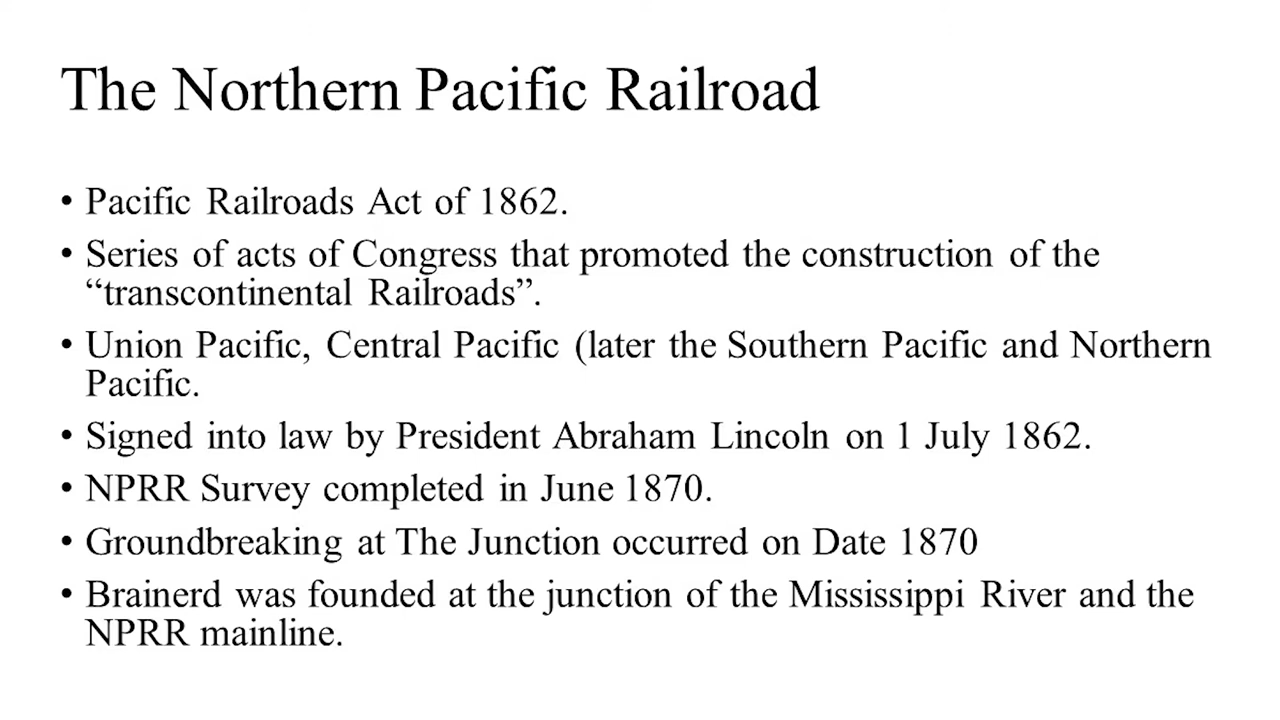 The Northern Pacific Railroad
• Pacific Railroads Act of 1862.
• Series of acts of Congress that promoted the construction of the
“transcontinental Railroads”.
• Union Pacific, Central Pacific (later the Southern Pacific and Northern
Pacific.
• Signed into law by President Abraham Lincoln on 1 July 1862.
• NPRR Survey completed in June 1870.
• Groundbreaking at The Junction occurred on Date 1870
• Brainerd was founded at the junction of the Mississippi River and the
NPRR mainline.